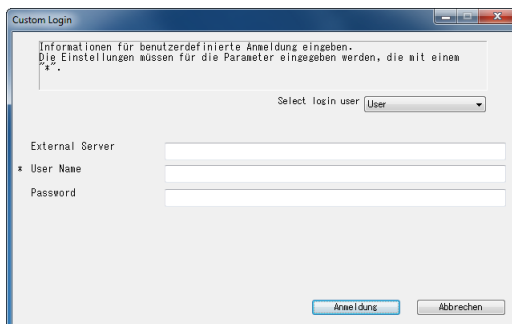 Custom Login
Informationen für benutzerdefinierte Anmeldung eingeben.
Die Einstellungen müssen für die Parameter eingegeben werden, die mit einem
"*".
Select login user User
External Server
* User Name
Password
Anmeldung Abbrechen